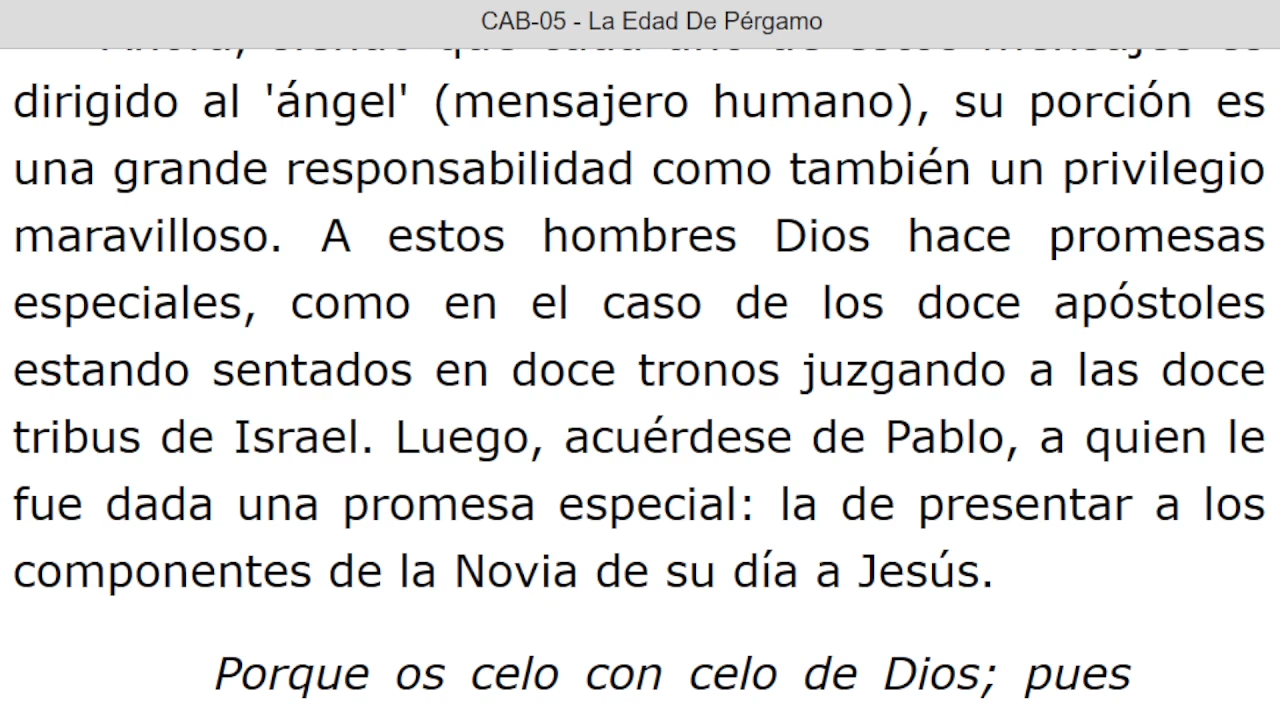 CAB-05 - La Edad De Pérgamo
dirigido al 'ángel' (mensajero humano), su porción es
una grande responsabilidad como también un privilegio
maravilloso. A estos hombres Dios hace promesas
especiales, como en el caso de los doce apóstoles
estando sentados en doce tronos juzgando a las doce
tribus de Israel. Luego, acuérdese de Pablo, a quien le
fue dada una promesa especial: la de presentar a los
componentes de la Novia de su día a Jesús.
Porque os celo con celo de Dios; pues